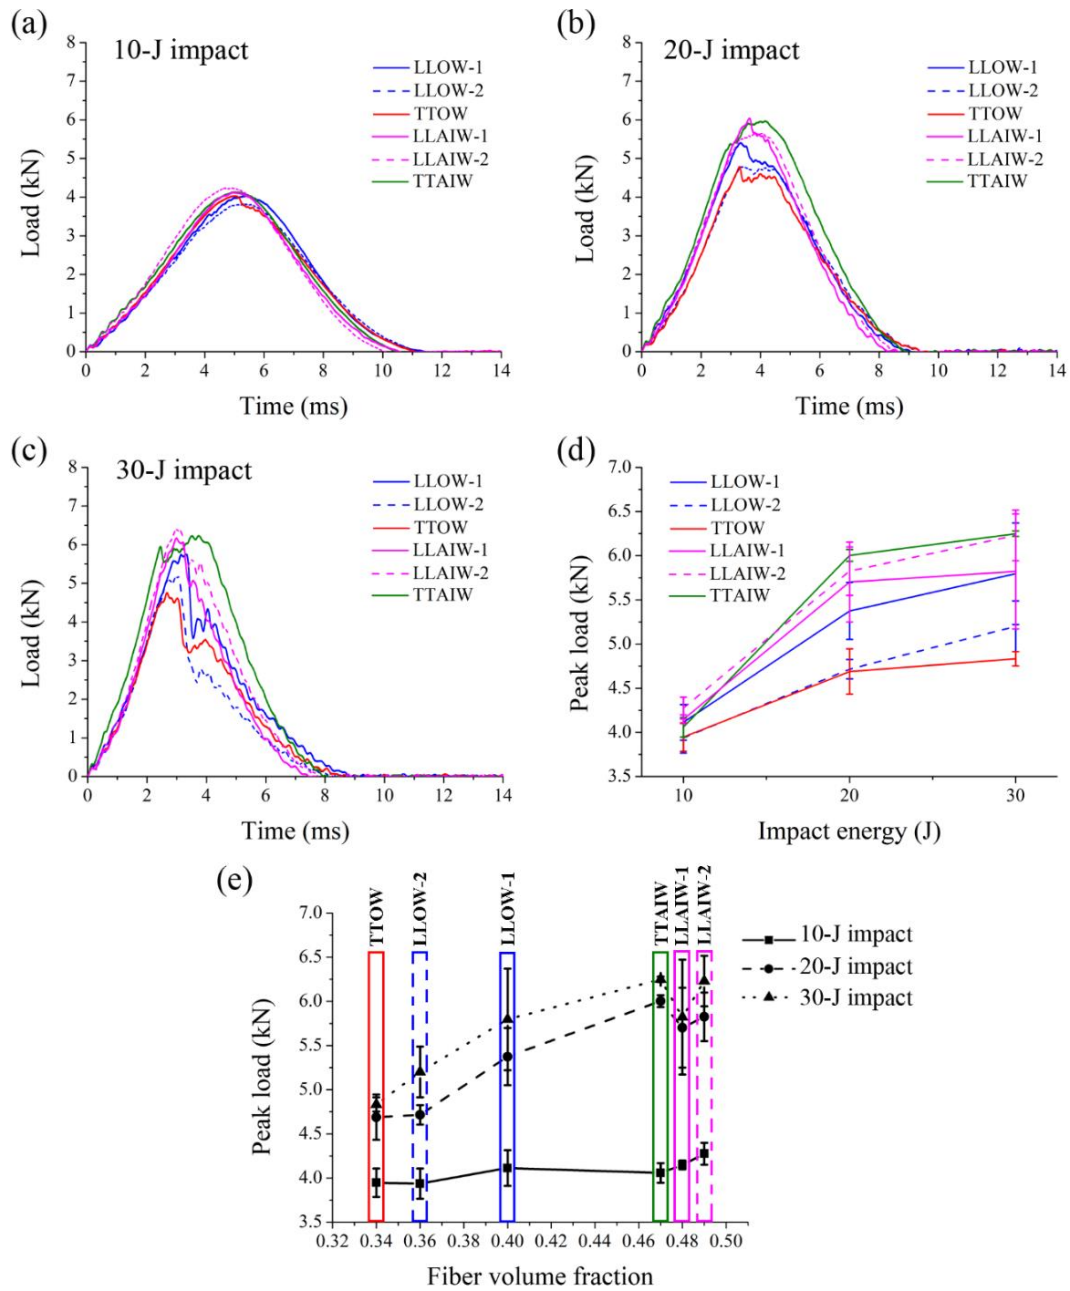 (a)
10-J impact
LLOW-1
LLOW-2
TTOW
LLAIW-1
LLAIW-2
TTAIW
Load (kN)
8
7
6
5
4
3
2
1
0
0 2 4 6 8 10 12 14
Time (ms)
(b)
20-J impact
LLOW-1
LLOW-2
TTOW
LLAIW-1
LLAIW-2
TTAIW
Load (kN)
8
7
6
5
4
3
2
1
0
0 2 4 6 8 10 12 14
Time (ms)
(c)
30-J impact
LLOW-1
LLOW-2
TTOW
LLAIW-1
LLAIW-2
TTAIW
Load (kN)
8
7
6
5
4
3
2
1
0
0 2 4 6 8 10 12 14
Time (ms)
(d)
LLOW-1
LLOW-2
TTOW
LLAIW-1
LLAIW-2
TTAIW
Peak load (kN)
7.0
6.5
6.0
5.5
5.0
4.5
4.0
3.5
10 20 30
Impact energy (J)
(e)
TTOW
LLOW-2
LLOW-1
TTAIW
LLAIW-1
LLAIW-2
10-J impact
20-J impact
30-J impact
Peak load (kN)
7.0
6.5
6.0
5.5
5.0
4.5
4.0
3.5
0.32 0.34 0.36 0.38 0.40 0.42 0.44 0.46 0.48 0.50
Fiber volume fraction